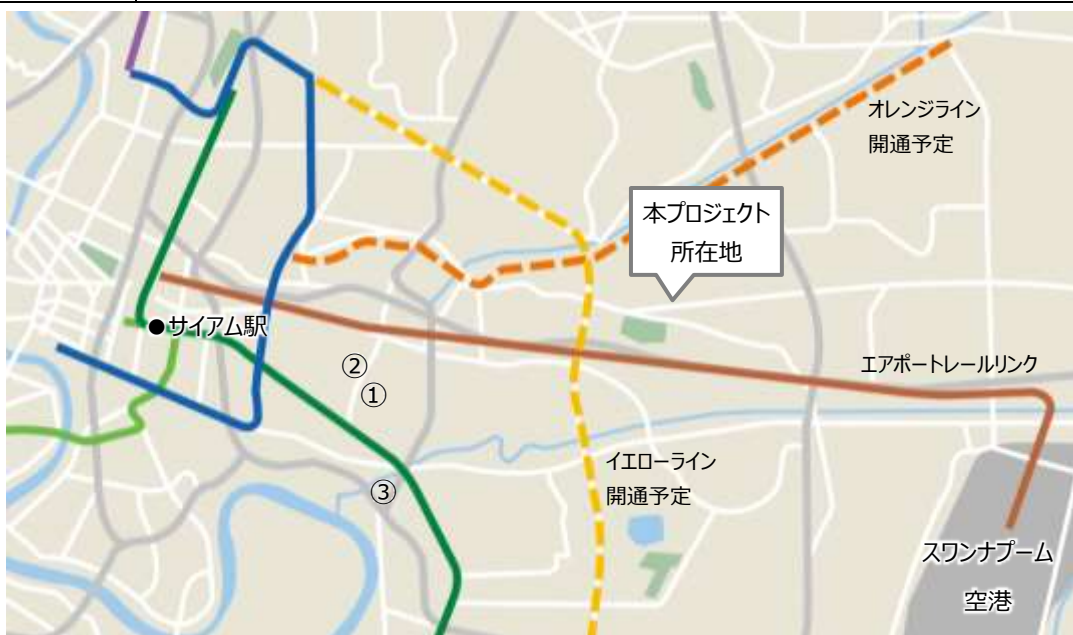 オレンジライン
開通予定
本プロジェクト
所在地
●サイアム駅
エアポートレールリンク
②
①
イエローライン
開通予定
③
スワンナプーム
空港